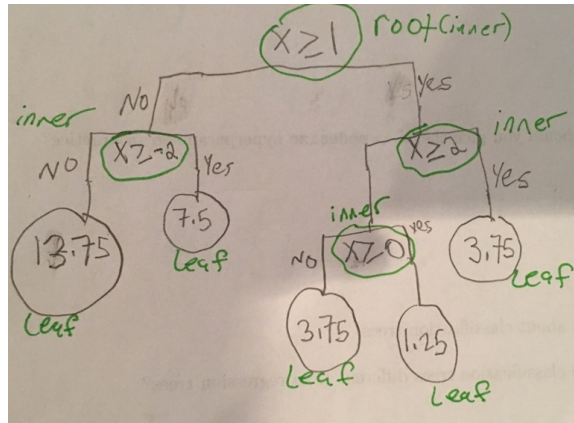 X ≥ 1 root (inner)
No Yes
inner X ≥ -2 X ≥ 2 inner
NO Yes Yes
13.75 7.5 inner 3.75
leaf leaf NO X ≥ 0 yes leaf
3.75 1.25
leaf leaf